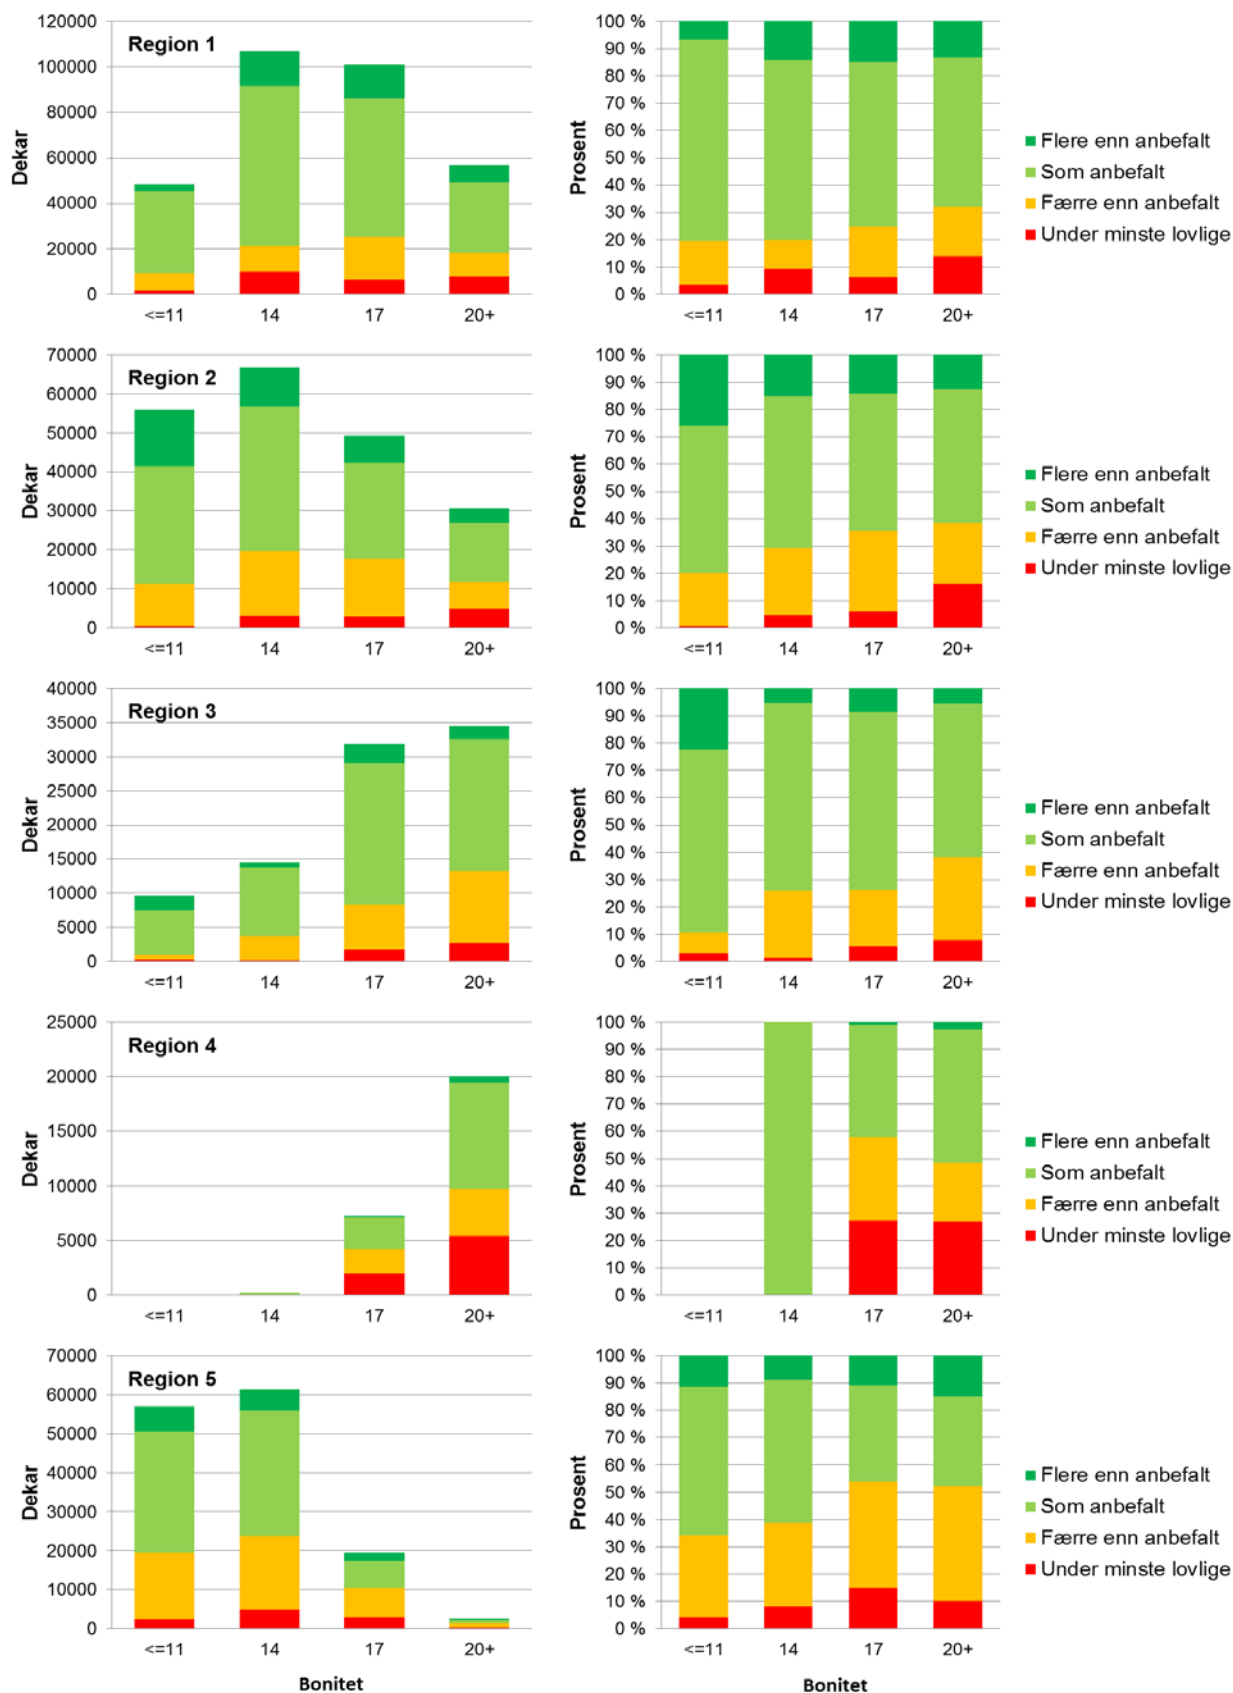 Region 1
Dekar
120000
100000
80000
60000
40000
20000
0
<=11 14 17 20+
Prosent
100 %
90 %
80 %
70 %
60 %
50 %
40 %
30 %
20 %
10 %
0 %
<=11 14 17 20+
Flere enn anbefalt
Som anbefalt
Færre enn anbefalt
Under minste lovlige
Region 2
Dekar
70000
60000
50000
40000
30000
20000
10000
0
<=11 14 17 20+
Prosent
100 %
90 %
80 %
70 %
60 %
50 %
40 %
30 %
20 %
10 %
0 %
<=11 14 17 20+
Flere enn anbefalt
Som anbefalt
Færre enn anbefalt
Under minste lovlige
Region 3
Dekar
40000
35000
30000
25000
20000
15000
10000
5000
0
<=11 14 17 20+
Prosent
100 %
90 %
80 %
70 %
60 %
50 %
40 %
30 %
20 %
10 %
0 %
<=11 14 17 20+
Flere enn anbefalt
Som anbefalt
Færre enn anbefalt
Under minste lovlige
Region 4
Dekar
25000
20000
15000
10000
5000
0
<=11 14 17 20+
Prosent
100 %
90 %
80 %
70 %
60 %
50 %
40 %
30 %
20 %
10 %
0 %
<=11 14 17 20+
Flere enn anbefalt
Som anbefalt
Færre enn anbefalt
Under minste lovlige
Region 5
Dekar
70000
60000
50000
40000
30000
20000
10000
0
<=11 14 17 20+
Bonitet
Prosent
100 %
90 %
80 %
70 %
60 %
50 %
40 %
30 %
20 %
10 %
0 %
<=11 14 17 20+
Bonitet
Flere enn anbefalt
Som anbefalt
Færre enn anbefalt
Under minste lovlige